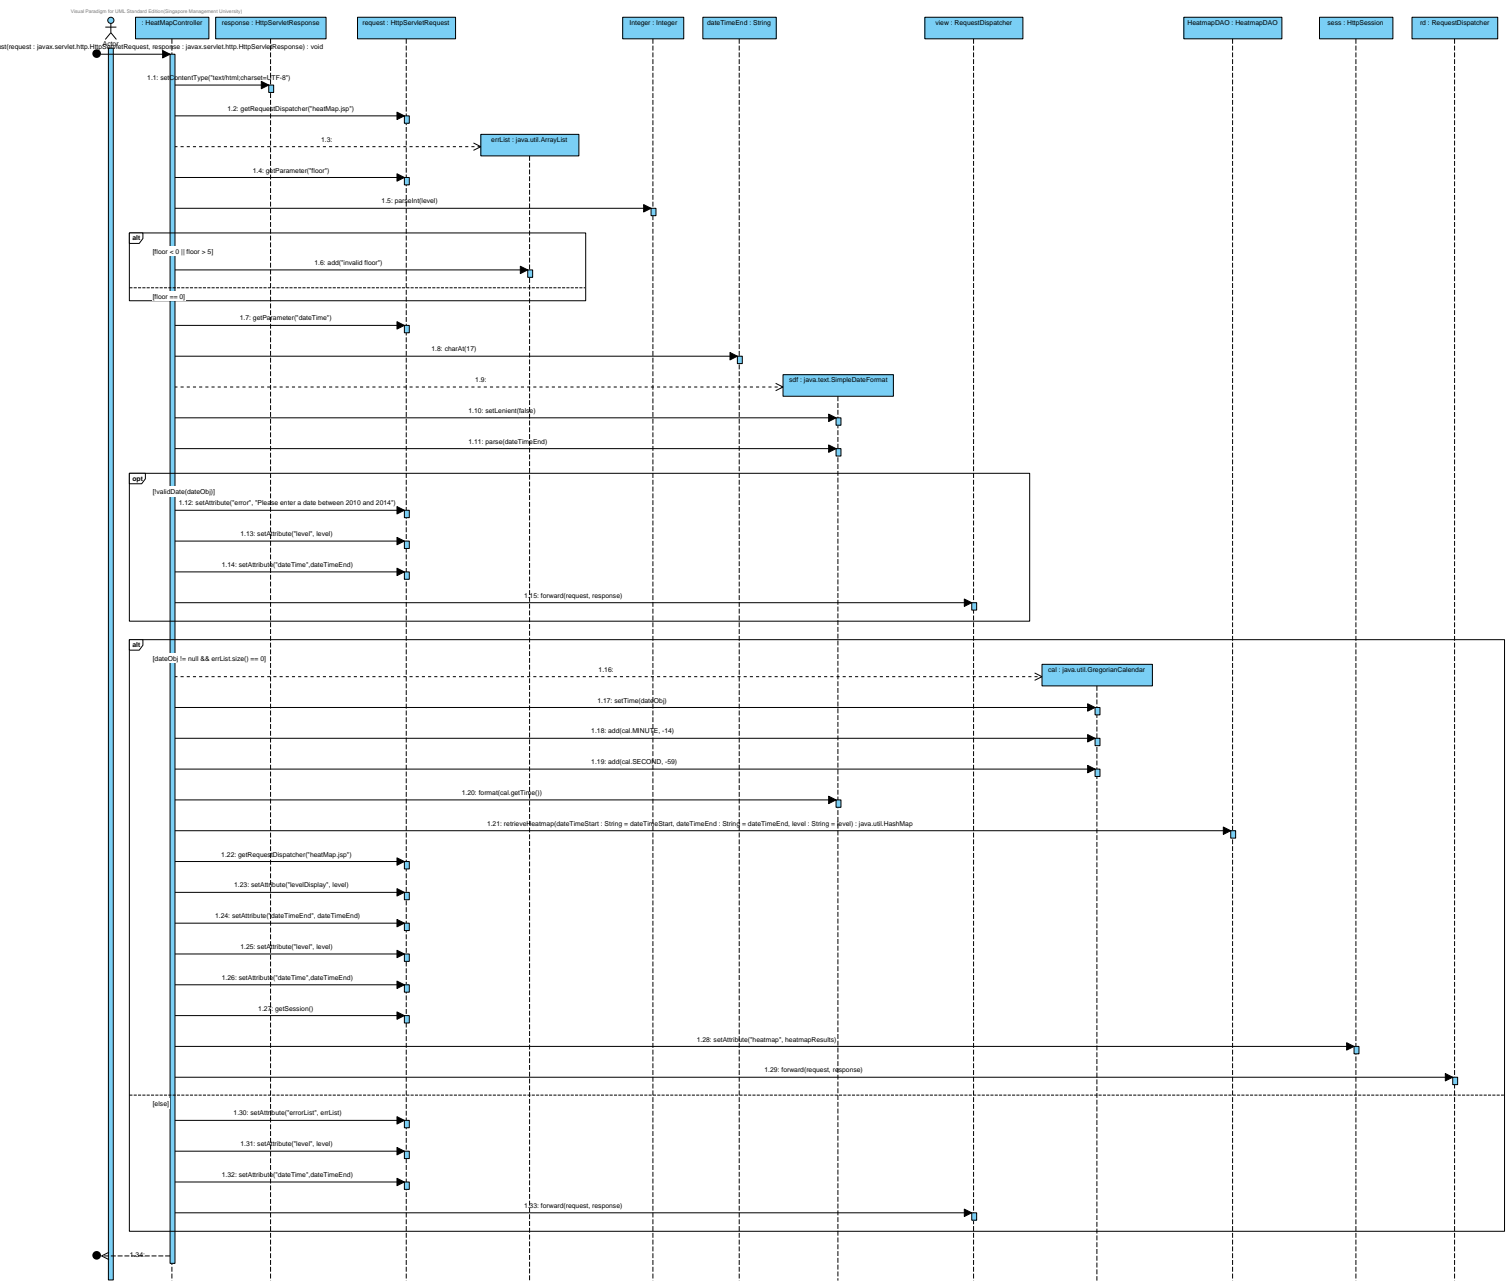 Visual Paradigm for UML Standard Edition(Singapore Management University)
: HeatMapController
response : HttpServletResponse
request : HttpServletRequest
Integer : Integer
dateTimeEnd : String
view : RequestDispatcher
HeatmapDAO : HeatmapDAO
sess : HttpSession
rd : RequestDispatcher
Actor
st(request : javax.servlet.http.HttpServletRequest, response : javax.servlet.http.HttpServletResponse) : void
1.1: setContentType("text/html;charset=UTF-8")
1.2: getRequestDispatcher("heatMap.jsp")
1.3:
errList : java.util.ArrayList
1.4: getParameter("floor")
1.5: parseInt(level)
alt
[floor < 0 || floor > 5]
1.6: add("invalid floor")
[floor == 0]
1.7: getParameter("dateTime")
1.8: charAt(17)
1.9:
sdf : java.text.SimpleDateFormat
1.10: setLenient(false)
1.11: parse(dateTimeEnd)
opt
[!validDate(dateObj)]
1.12: setAttribute("error", "Please enter a date between 2010 and 2014")
1.13: setAttribute("level", level)
1.14: setAttribute("dateTime",dateTimeEnd)
1.15: forward(request, response)
alt
[dateObj != null && errList.size() == 0]
1.16:
cal : java.util.GregorianCalendar
1.17: setTime(dateObj)
1.18: add(cal.MINUTE, -14)
1.19: add(cal.SECOND, -59)
1.20: format(cal.getTime())
1.21: retrieveHeatmap(dateTimeStart : String = dateTimeStart, dateTimeEnd : String = dateTimeEnd, level : String = level) : java.util.HashMap
1.22: getRequestDispatcher("heatMap.jsp")
1.23: setAttribute("levelDisplay", level)
1.24: setAttribute("dateTimeEnd", dateTimeEnd)
1.25: setAttribute("level", level)
1.26: setAttribute("dateTime",dateTimeEnd)
1.27: getSession()
1.28: setAttribute("heatmap", heatmapResults)
1.29: forward(request, response)
[else]
1.30: setAttribute("errorList", errList)
1.31: setAttribute("level", level)
1.32: setAttribute("dateTime",dateTimeEnd)
1.33: forward(request, response)
1.34: